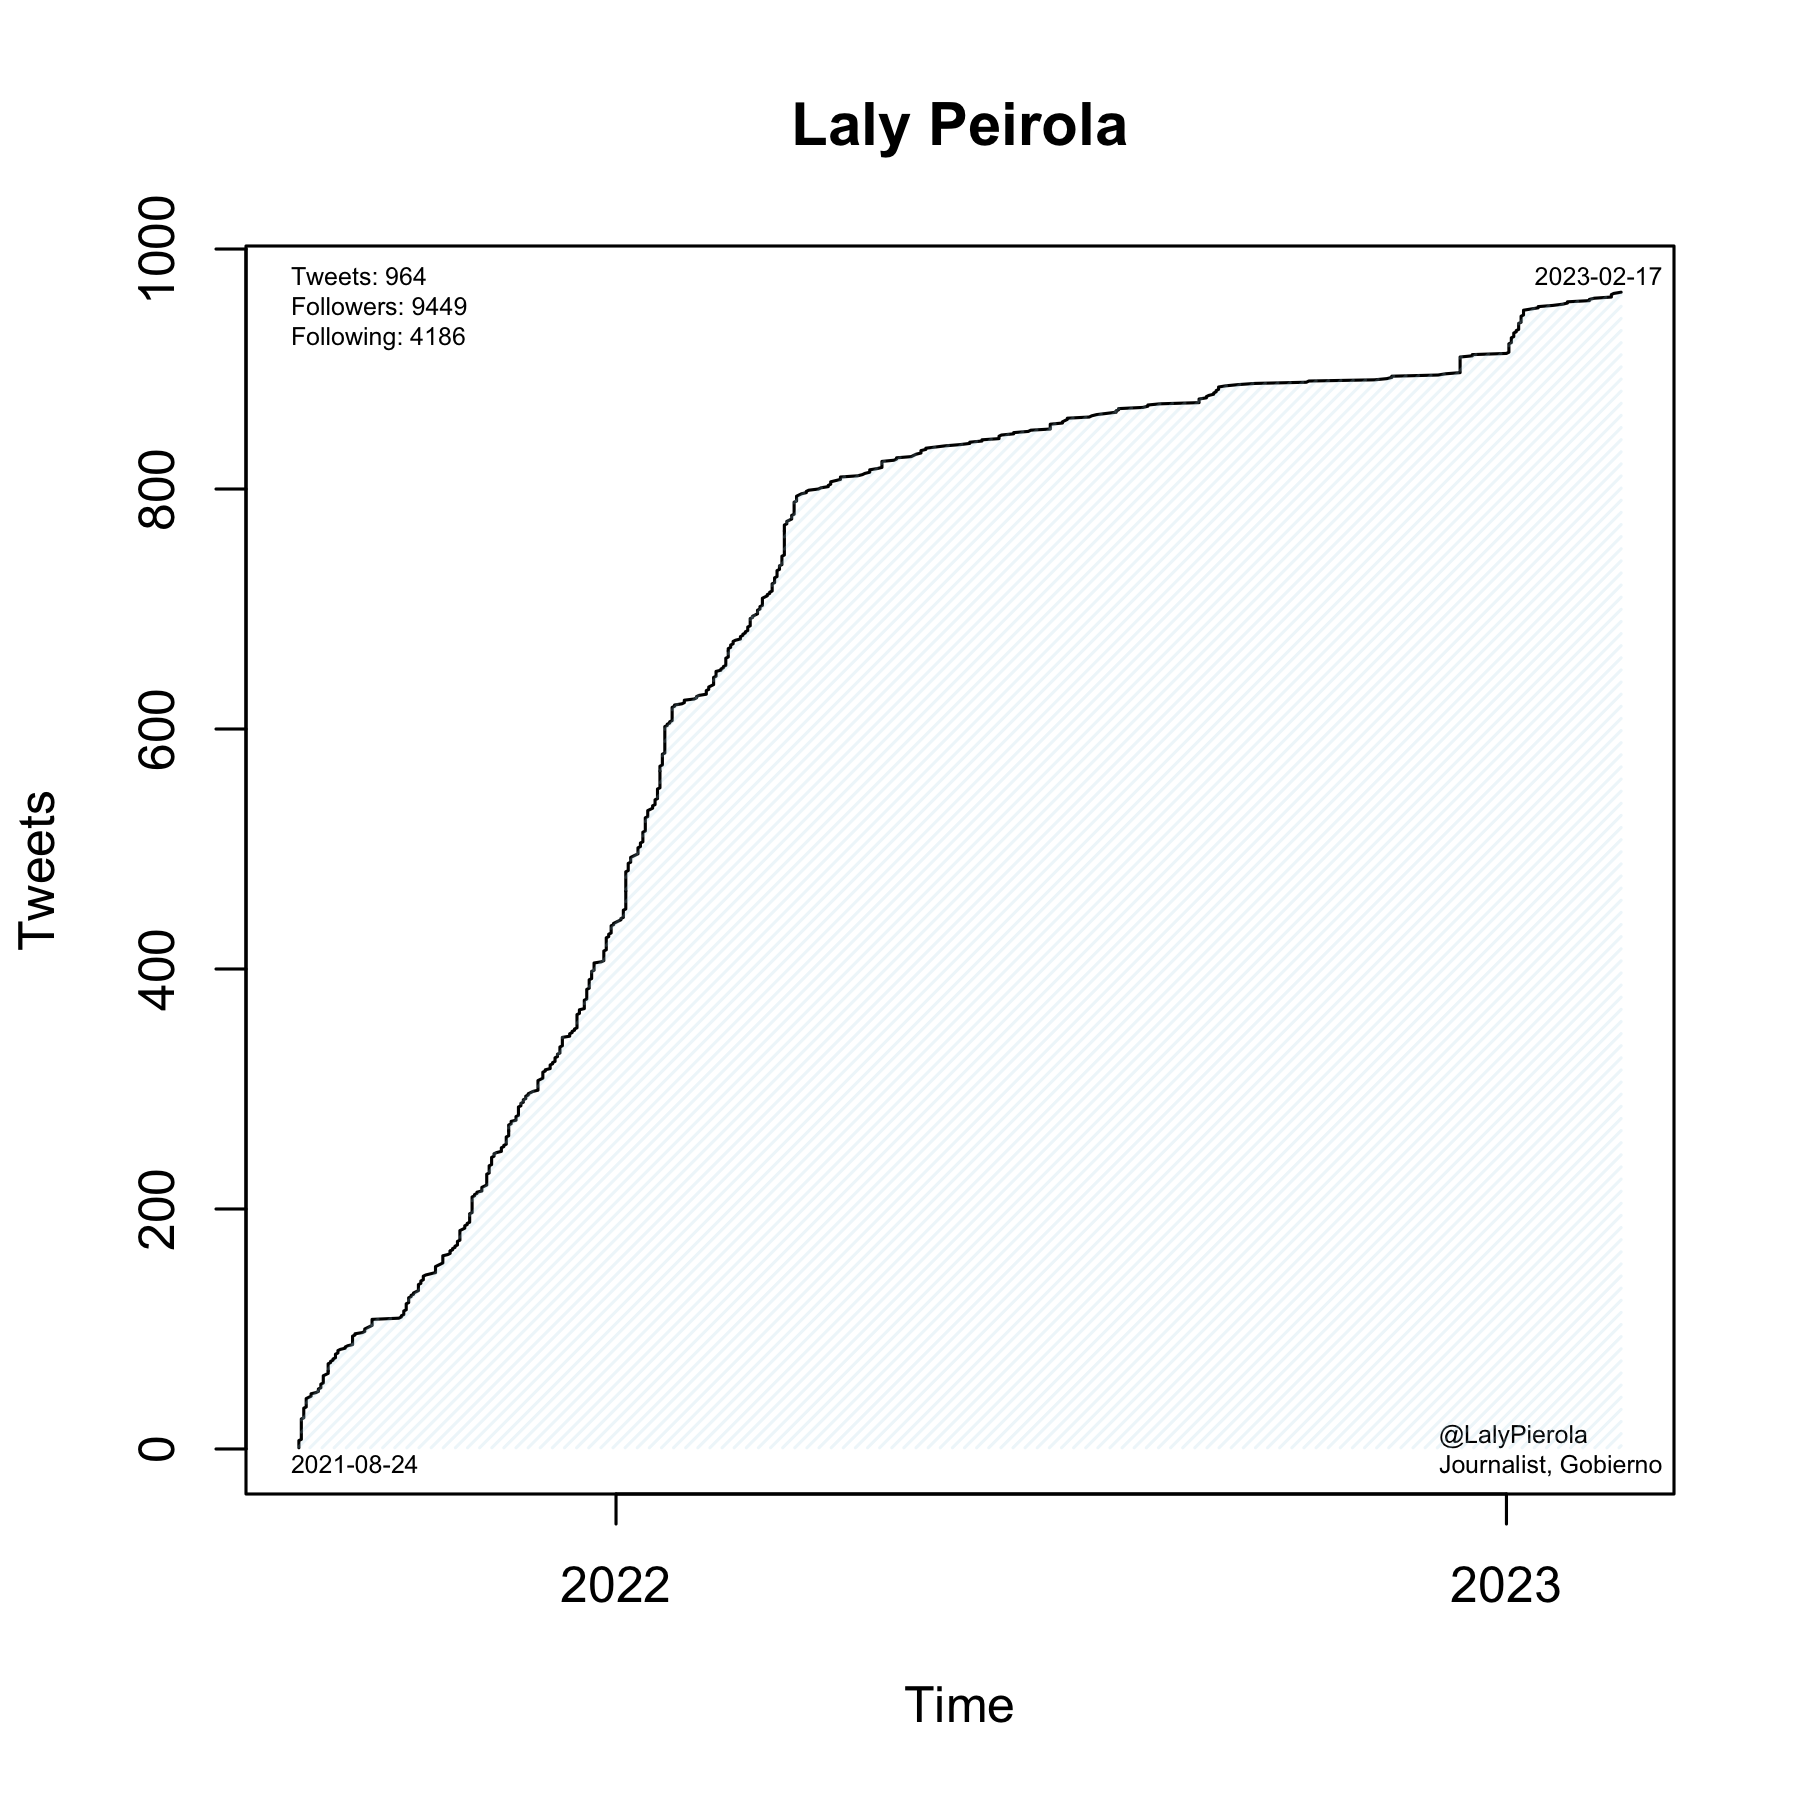 Laly Peirola
Tweets: 964
Followers: 9449
Following: 4186
2023-02-17
1000
800
600
400
200
0
Tweets
@LalyPierola
Journalist, Gobierno
2021-08-24
2022
2023
Time